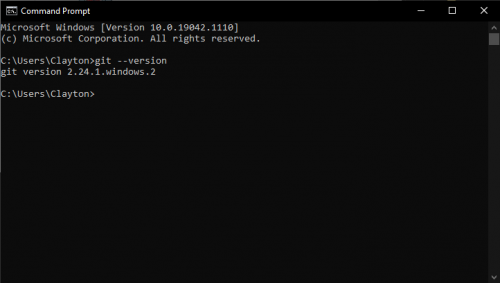 Command Prompt
Microsoft Windows [Version 10.0.19042.1110]
(c) Microsoft Corporation. All rights reserved.
C:\Users\Clayton>git --version
git version 2.24.1.windows.2
C:\Users\Clayton>